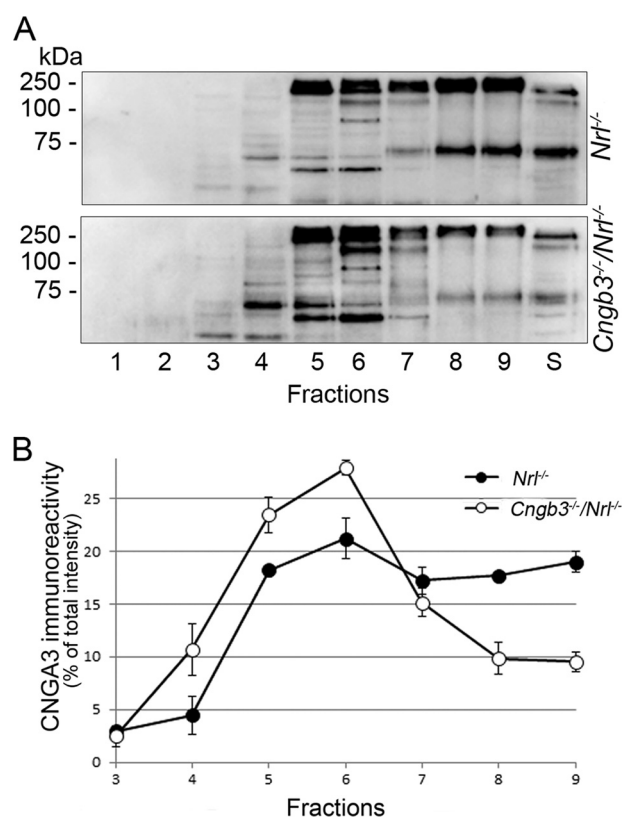 A
kDa
250 -
100 -
75 -
Nrl-/-
250 -
100 -
75 -
Cngb3-/-/Nrl-/-
1 2 3 4 5 6 7 8 9 S
Fractions
B
CNGA3 immunoreactivity
(% of total intensity)
25
20
15
10
5
0
Nrl-/-
Cngb3-/-/Nrl-/-
3 4 5 6 7 8 9
Fractions